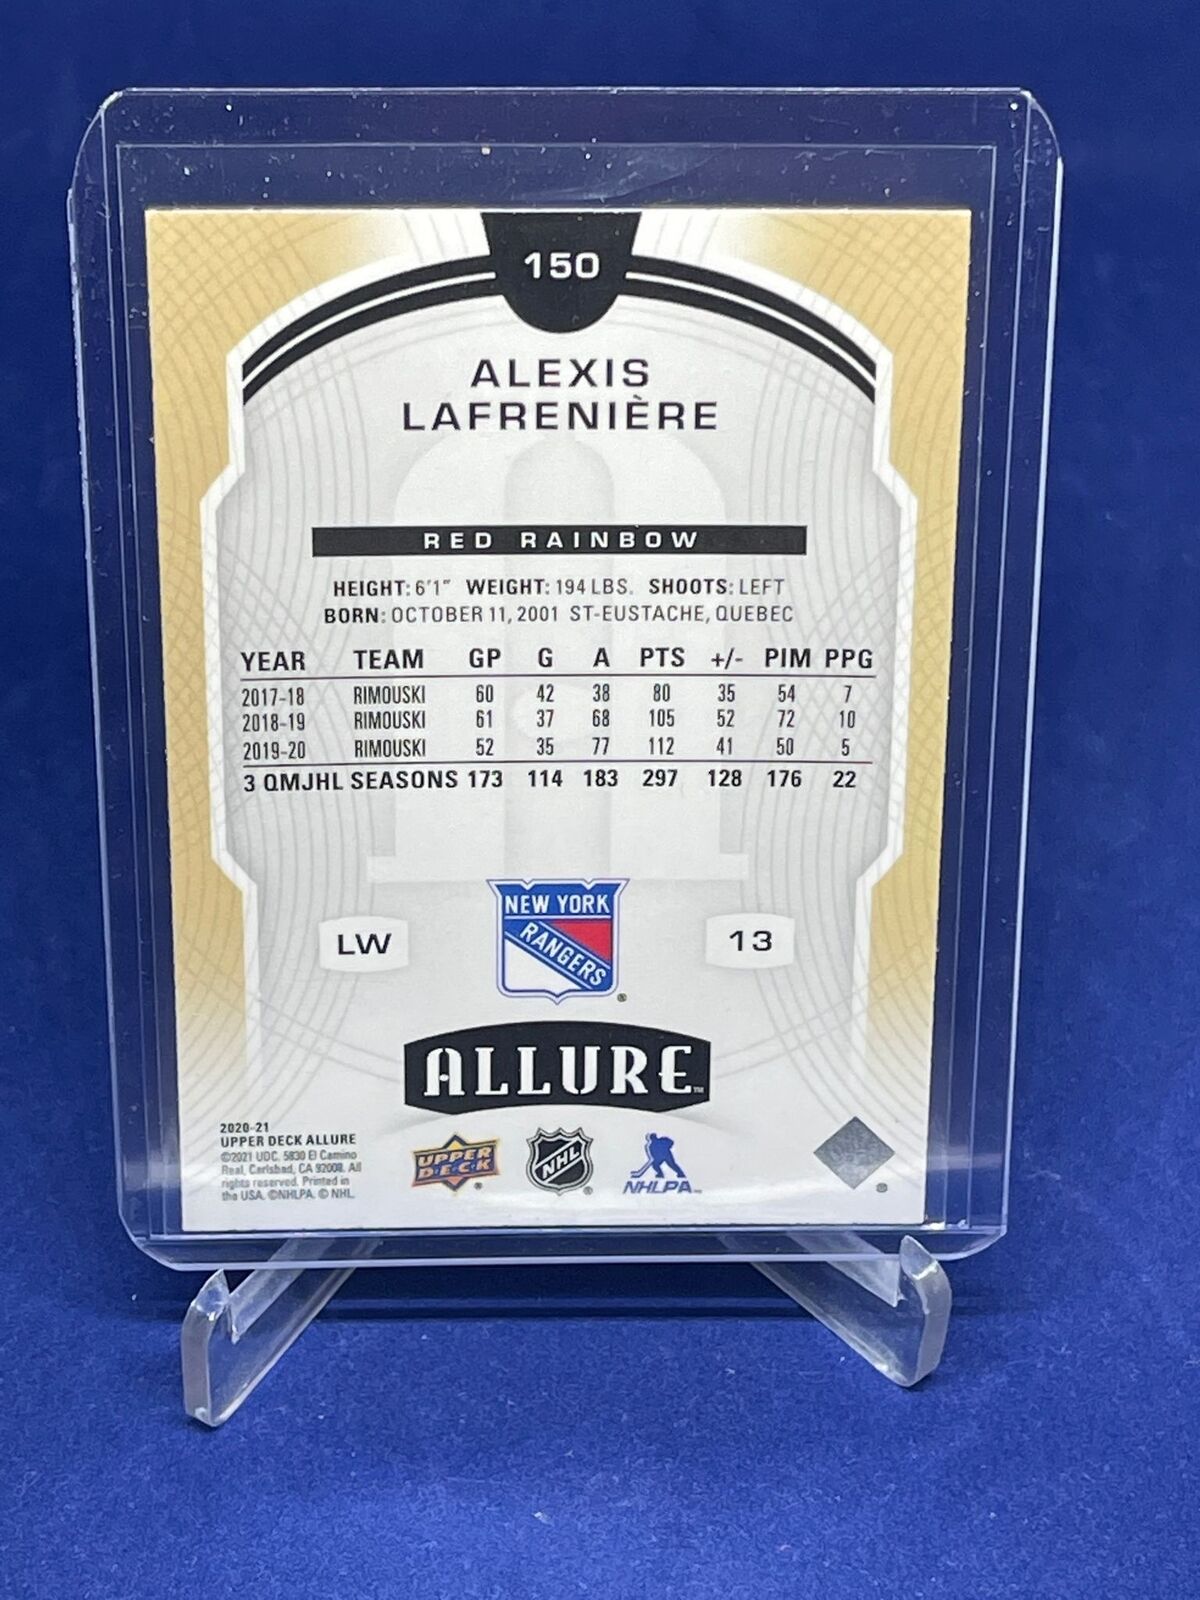 150
ALEXIS
LAFRENIÈRE
RED RAINBOW
HEIGHT: 6'1" WEIGHT: 194 LBS. SHOOTS: LEFT
BORN: OCTOBER 11, 2001 ST-EUSTACHE, QUEBEC
YEAR TEAM GP G A PTS +/- PIM PPG
2017-18 RIMOUSKI 60 42 38 80 35 54 7
2018-19 RIMOUSKI 61 37 68 105 52 72 10
2019-20 RIMOUSKI 52 35 77 112 41 50 5
3 QMJHL SEASONS 173 114 183 297 128 176 22
NEW YORK
RANGERS
®
LW
13
ALLURE™
2020-21
UPPER DECK ALLURE
©2021 UDC. 5830 El Camino
Real, Carlsbad, CA 92008. All
rights reserved. Printed in
the USA. ©NHLPA. © NHL.
UPPER
DECK
®
NHL
®
NHLPA™
®